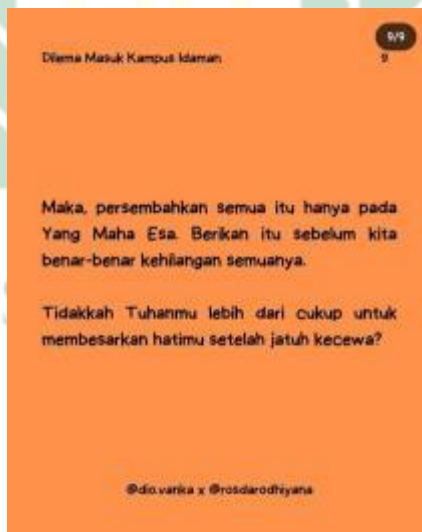 9/9
Dilema Masuk Kampus Idaman
9
Maka, persembahkan semua itu hanya pada
Yang Maha Esa. Berikan itu sebelum kita
benar-benar kehilangan semuanya.
Tidakkah Tuhanmu lebih dari cukup untuk
membesarkan hatimu setelah jatuh kecewa?
@dio.vanka x @rosdarodhiyana